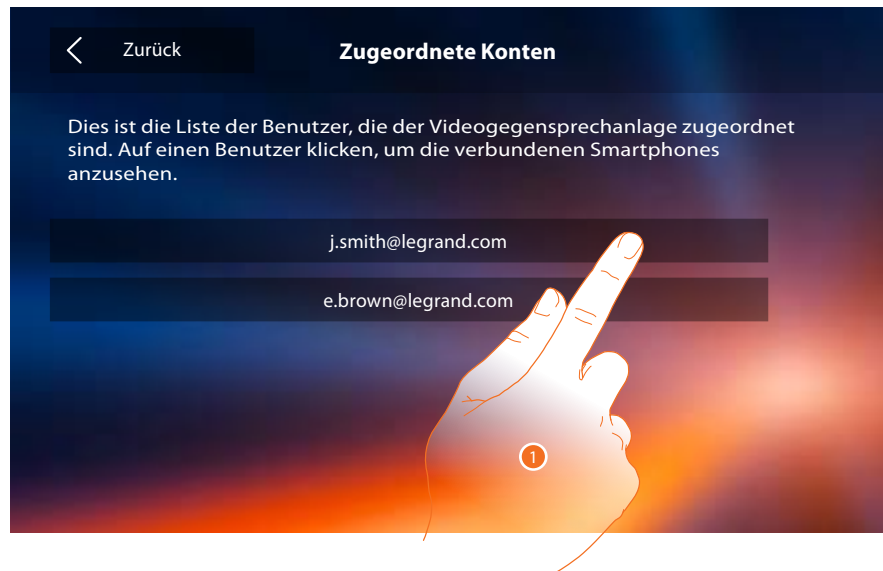 Zurück
Zugeordnete Konten
Dies ist die Liste der Benutzer, die der Videogegensprechanlage zugeordnet
sind. Auf einen Benutzer klicken, um die verbundenen Smartphones
anzusehen.
j.smith@legrand.com
e.brown@legrand.com
1